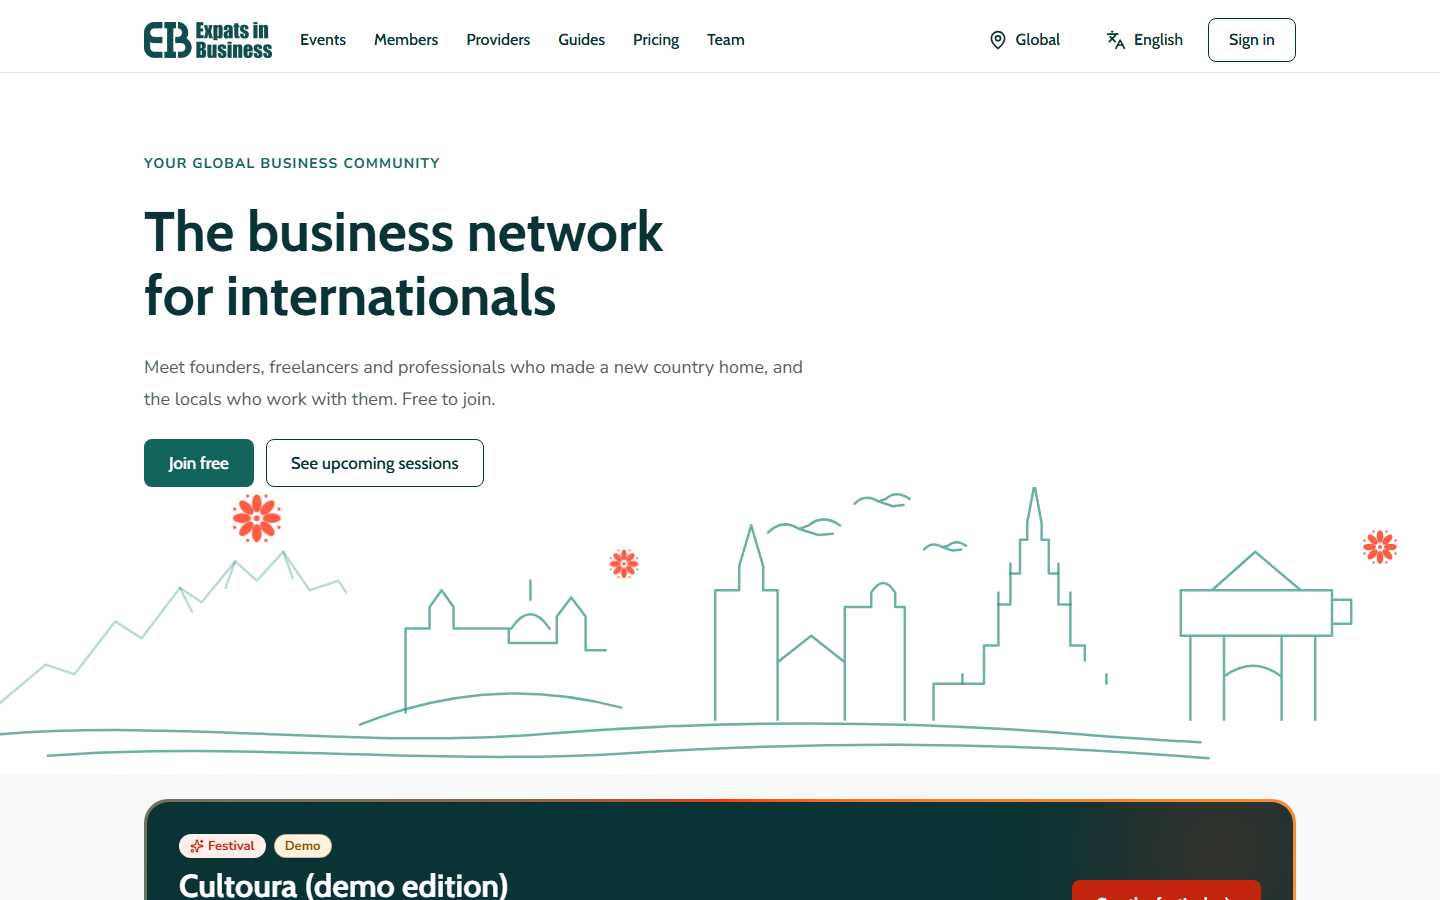 EIB Expats in
Business
Events
Members
Providers
Guides
Pricing
Team
Global
English
Sign in
YOUR GLOBAL BUSINESS COMMUNITY
The business network
for internationals
Meet founders, freelancers and professionals who made a new country home, and
the locals who work with them. Free to join.
Join free
See upcoming sessions
Festival
Demo
Cultoura (demo edition)